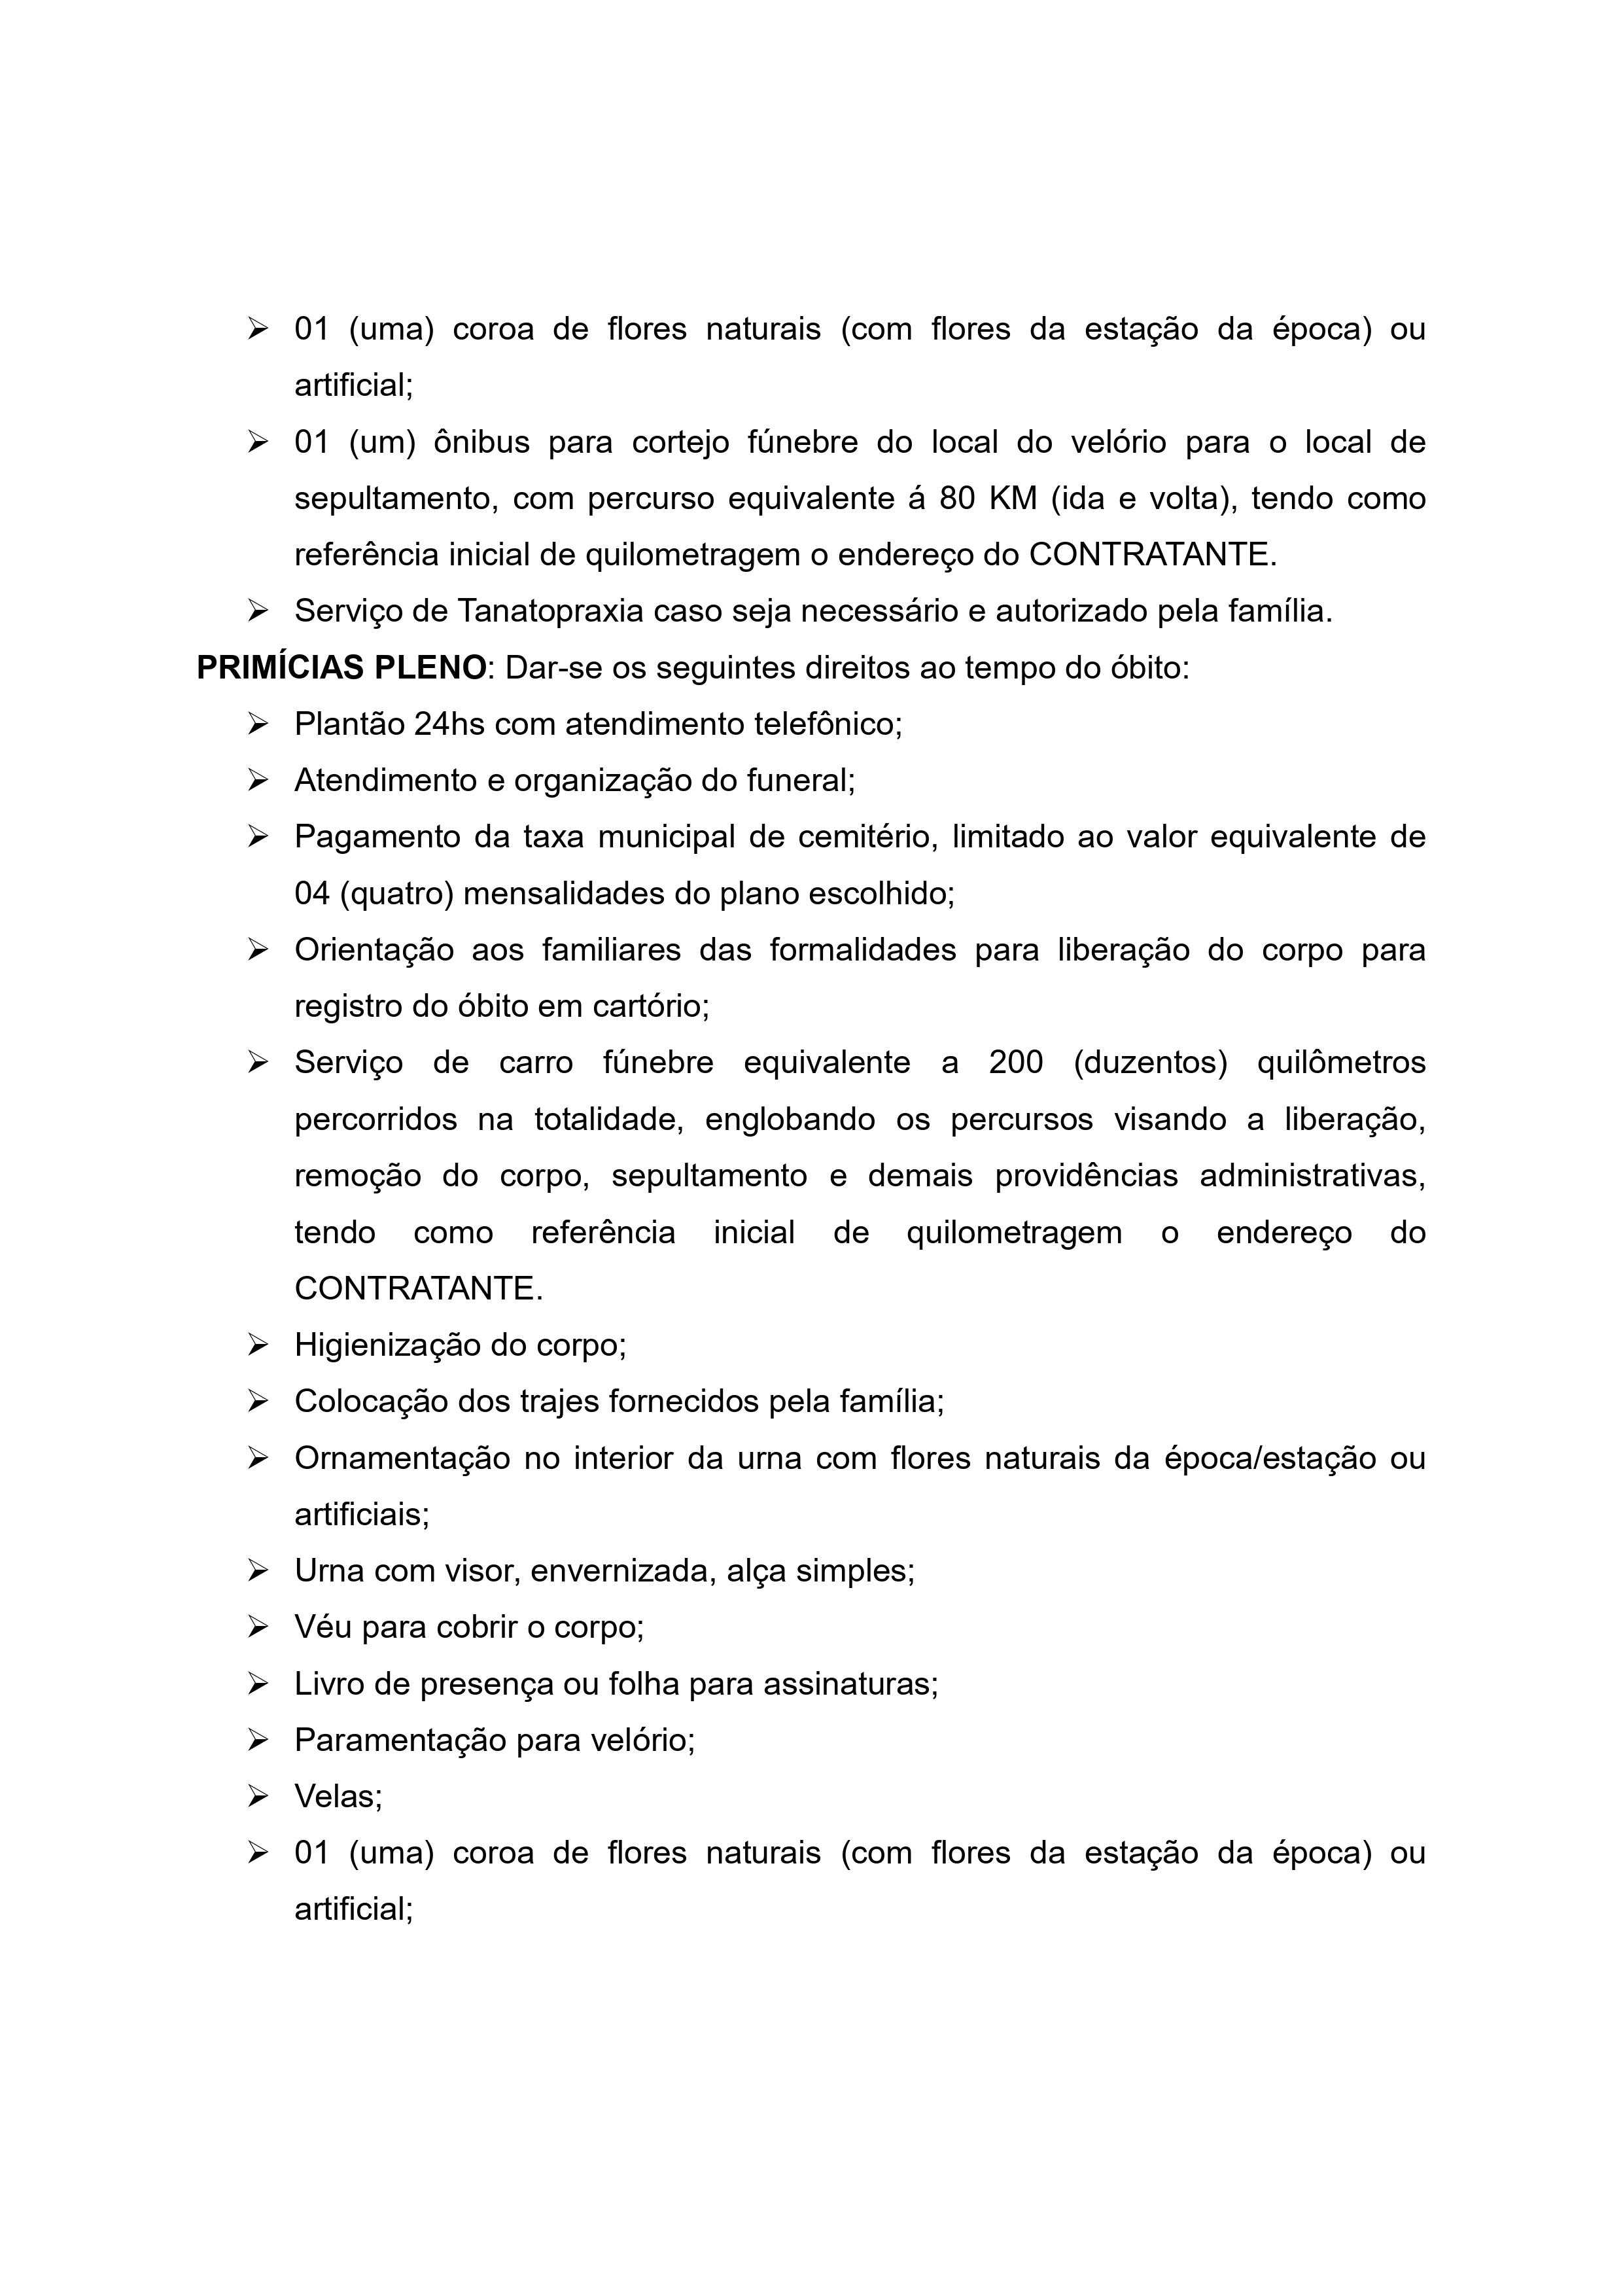 ➢ 01 (uma) coroa de flores naturais (com flores da estação da época) ou
artificial;
➢ 01 (um) ônibus para cortejo fúnebre do local do velório para o local de
sepultamento, com percurso equivalente á 80 KM (ida e volta), tendo como
referência inicial de quilometragem o endereço do CONTRATANTE.
➢ Serviço de Tanatopraxia caso seja necessário e autorizado pela família.
PRIMÍCIAS PLENO: Dar-se os seguintes direitos ao tempo do óbito:
➢ Plantão 24hs com atendimento telefônico;
➢ Atendimento e organização do funeral;
➢ Pagamento da taxa municipal de cemitério, limitado ao valor equivalente de
04 (quatro) mensalidades do plano escolhido;
➢ Orientação aos familiares das formalidades para liberação do corpo para
registro do óbito em cartório;
➢ Serviço de carro fúnebre equivalente a 200 (duzentos) quilômetros
percorridos na totalidade, englobando os percursos visando a liberação,
remoção do corpo, sepultamento e demais providências administrativas,
tendo como referência inicial de quilometragem o endereço do
CONTRATANTE.
➢ Higienização do corpo;
➢ Colocação dos trajes fornecidos pela família;
➢ Ornamentação no interior da urna com flores naturais da época/estação ou
artificiais;
➢ Urna com visor, envernizada, alça simples;
➢ Véu para cobrir o corpo;
➢ Livro de presença ou folha para assinaturas;
➢ Paramentação para velório;
➢ Velas;
➢ 01 (uma) coroa de flores naturais (com flores da estação da época) ou
artificial;